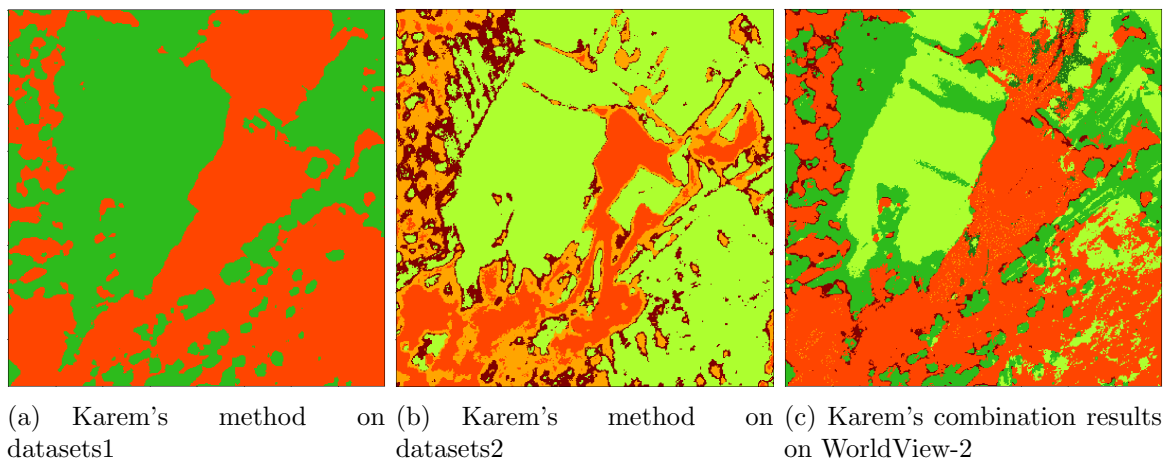 (a) Karem's method on
datasets1
(b) Karem's method on
datasets2
(c) Karem's combination results
on WorldView-2